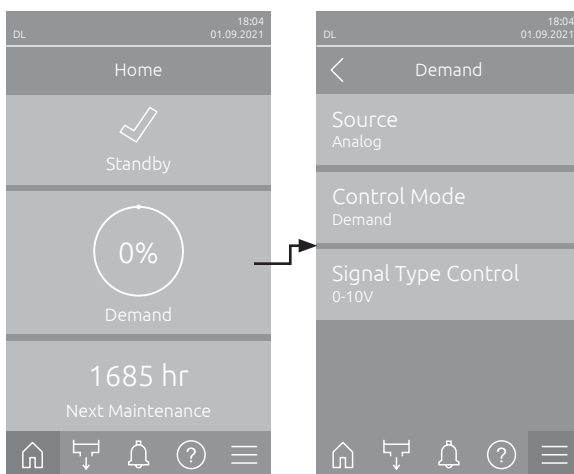 18:04
DL 01.09.2021
Home
Standby
0%
Demand
1685 hr
Next Maintenance
?
18:04
DL 01.09.2021
Demand
Source
Analog
Control Mode
Demand
Signal Type Control
0-10V
?